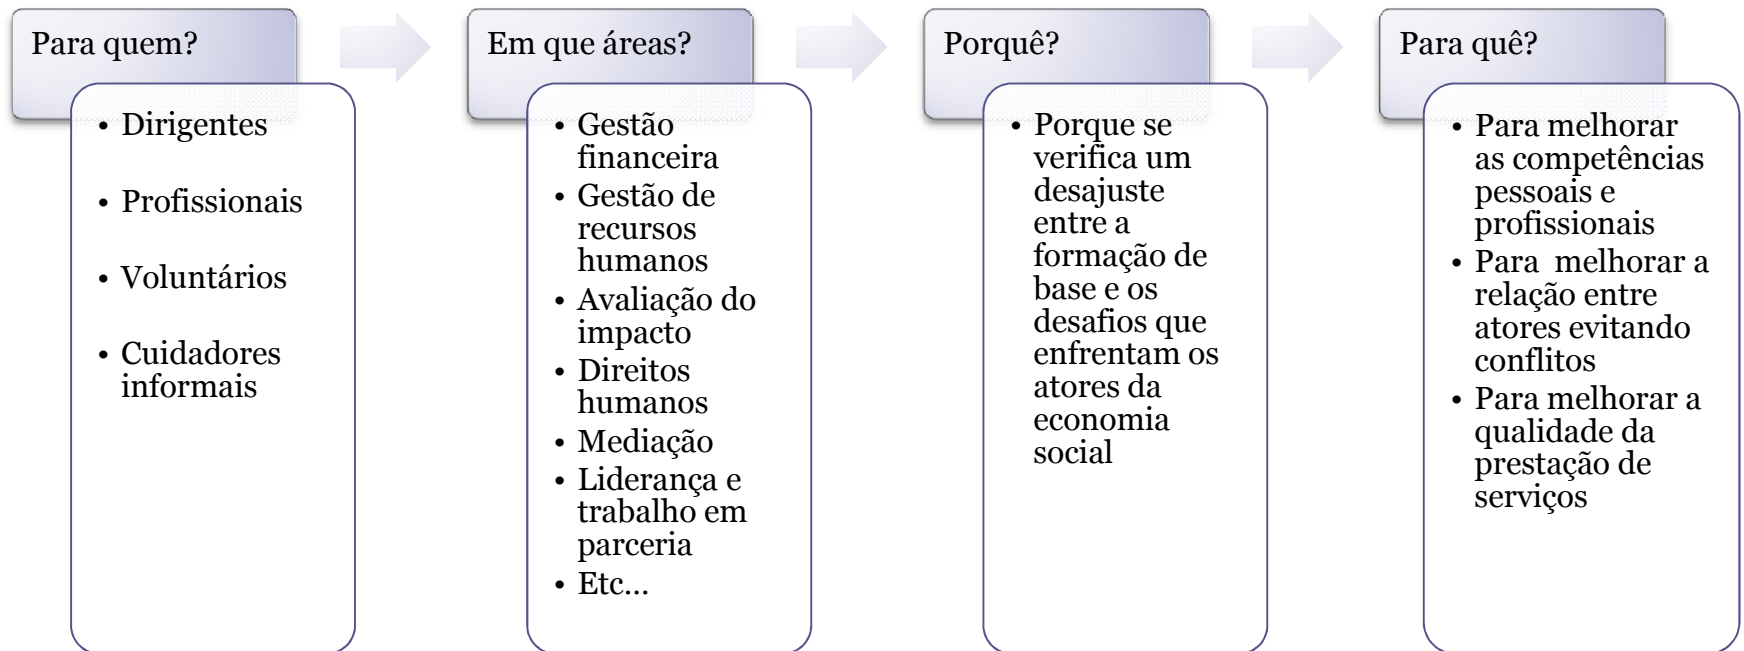 Para quem?
• Dirigentes
• Profissionais
• Voluntários
• Cuidadores
informais
Em que áreas?
• Gestão
financeira
• Gestão de
recursos
humanos
• Avaliação do
impacto
• Direitos
humanos
• Mediação
• Liderança e
trabalho em
parceria
• Etc...
Porquê?
• Porque se
verifica um
desajuste
entre a
formação de
base e os
desafios que
enfrentam os
atores da
economia
social
Para quê?
• Para melhorar
as competências
pessoais e
profissionais
• Para  melhorar a
relação entre
atores evitando
conflitos
• Para melhorar a
qualidade da
prestação de
serviços